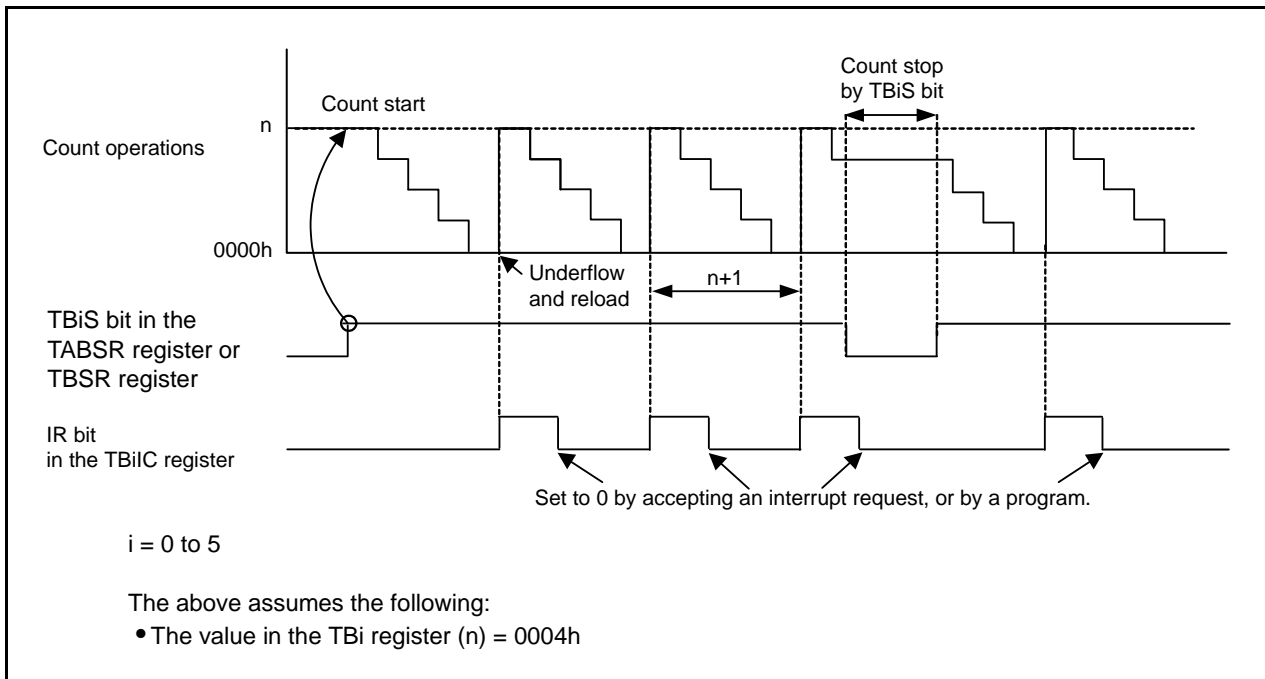 Count stop
by TBiS bit
Count start
n
Count operations
0000h
Underflow
and reload
n+1
TBiS bit in the
TABSR register or
TBSR register
IR bit
in the TBiIC register
Set to 0 by accepting an interrupt request, or by a program.
i = 0 to 5
The above assumes the following:
• The value in the TBi register (n) = 0004h